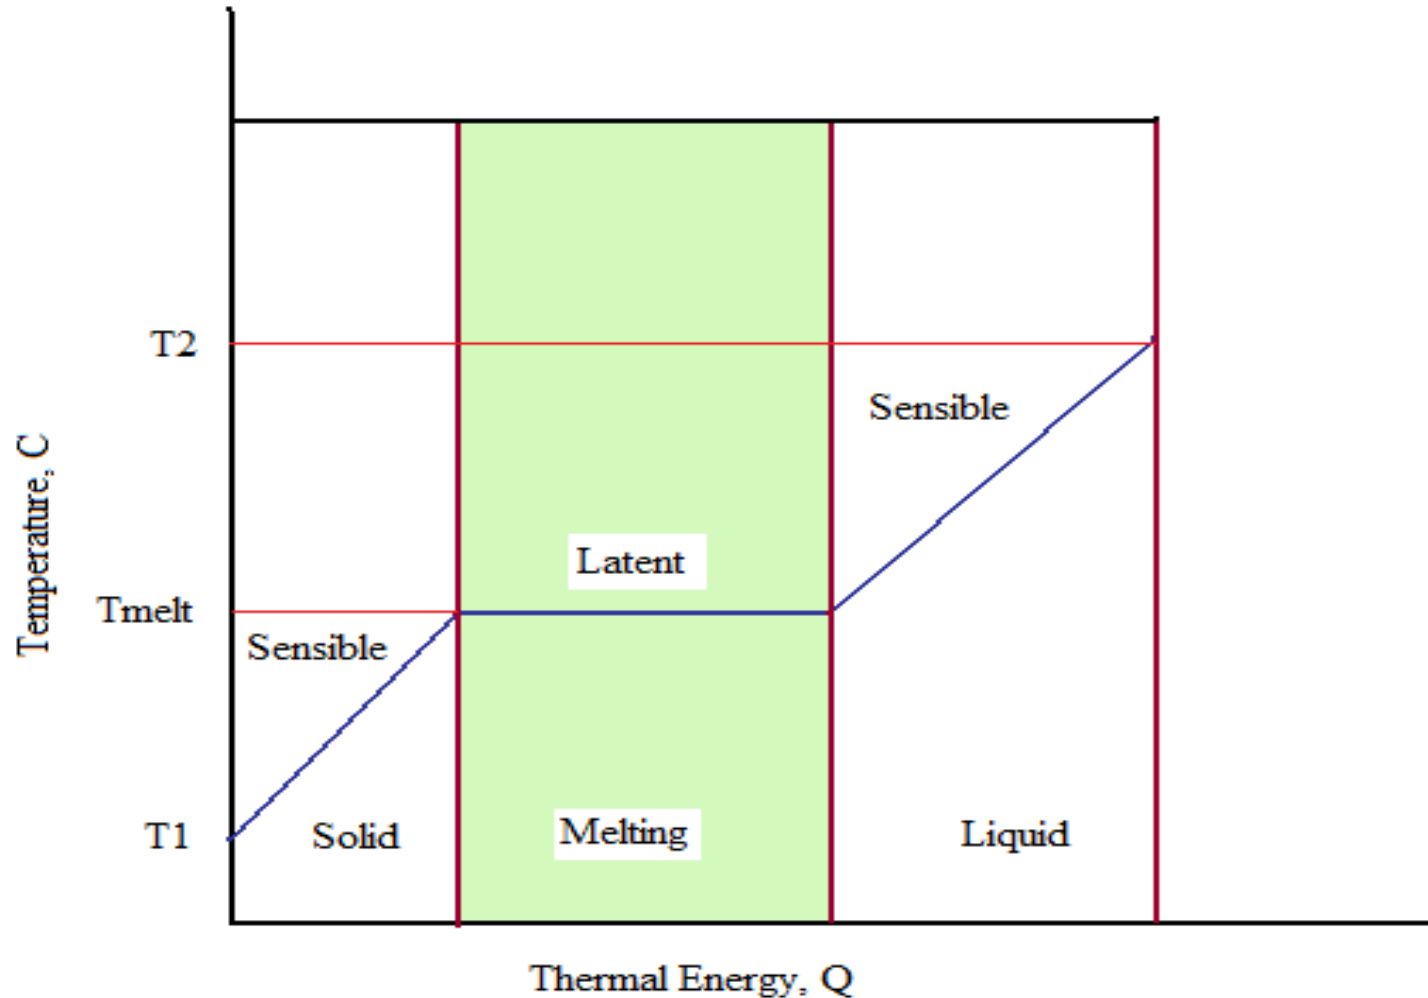 T2
Sensible
Temperature, C
Latent
Tmelt
Sensible
T1
Solid
Melting
Liquid
Thermal Energy, Q